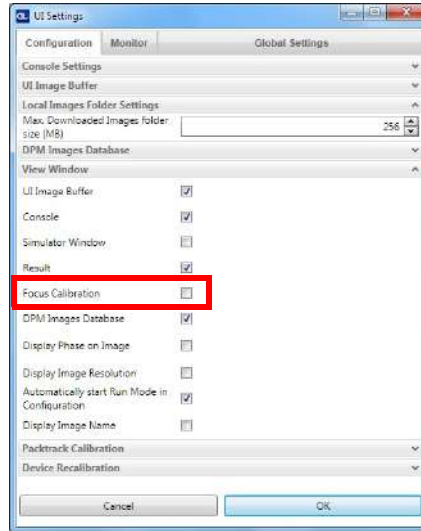 UI Settings
Configuration
Monitor
Global Settings
Console Settings
UI Image Buffer
Local Images Folder Settings
Max. Downloaded Images folder
size (MB)
256
DPM Images Database
View Window
UI Image Buffer
Console
Simulator Window
Result
Focus Calibration
DPM Images Database
Display Phase on Image
Display Image Resolution
Automatically start Run Mode in
Configuration
Display Image Name
Packtrack Calibration
Device Recalibration
Cancel
OK